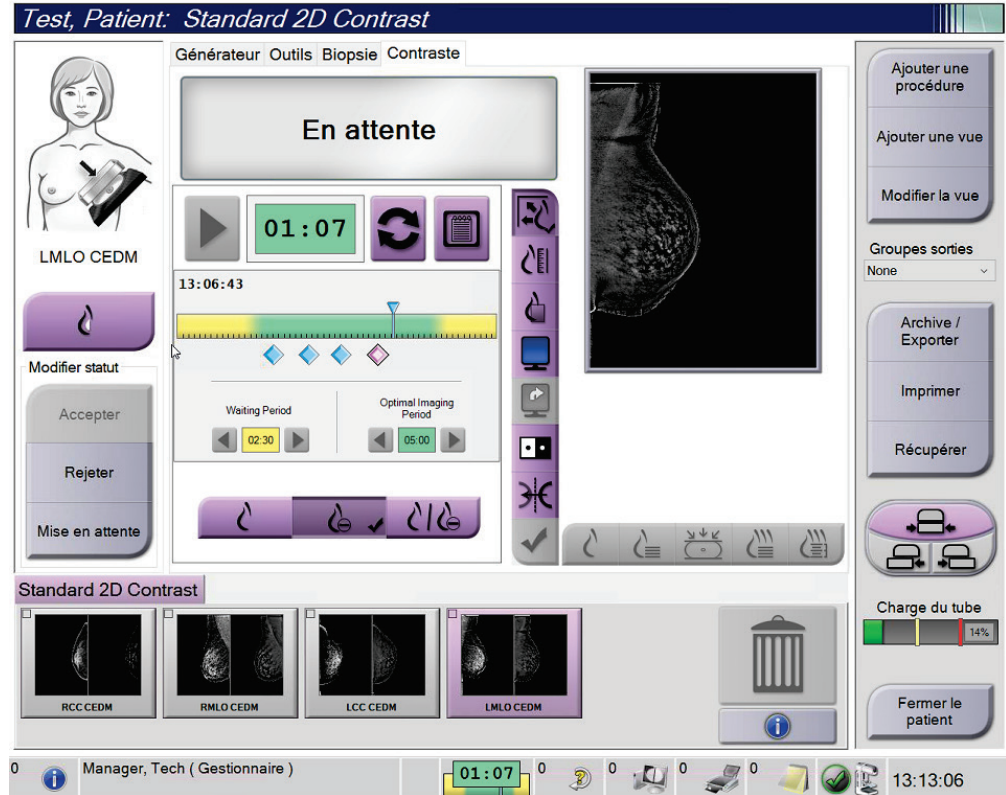 Test, Patient: Standard 2D Contrast
Générateur Outils Biopsie Contraste
En attente
LMLO CEDM
Modifier statut
Accepter
Rejeter
Mise en attente
01:07
13:06:43
Waiting Period
02:30
Optimal Imaging
Period
05:00
Ajouter une
procédure
Ajouter une vue
Modifier la vue
Groupes sorties
None
Archive /
Exporter
Imprimer
Récupérer
Charge du tube
14%
Fermer le
patient
Standard 2D Contrast
RCC CEDM
RMLO CEDM
LCC CEDM
LMLO CEDM
0
Manager, Tech ( Gestionnaire )
01:07
0
0
0
0
13:13:06